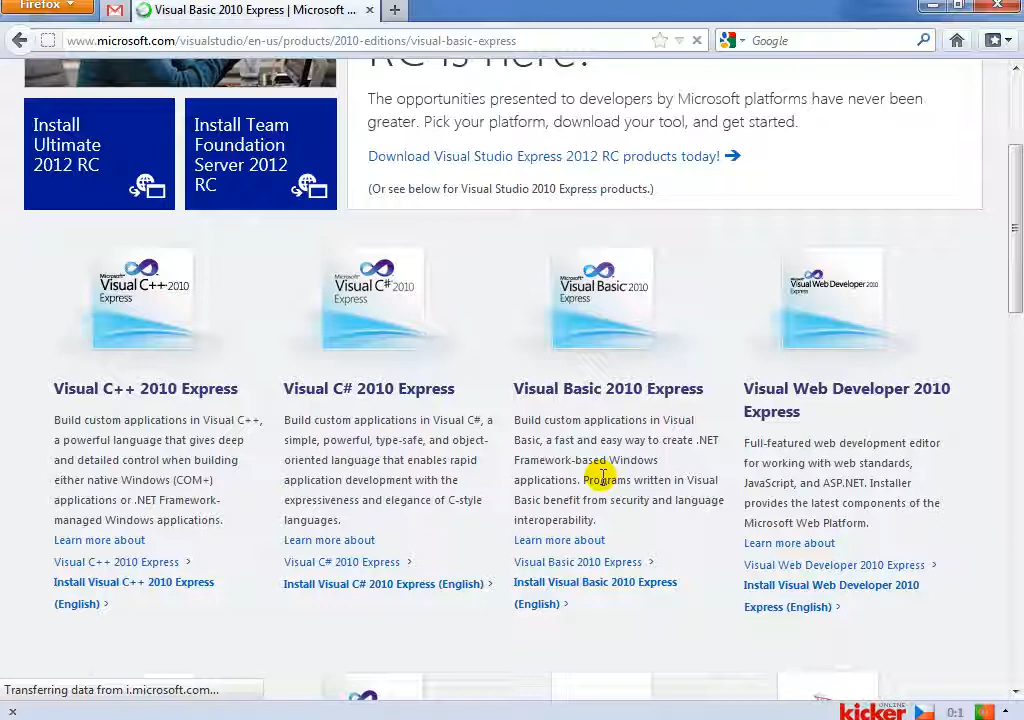 Firefox
Visual Basic 2010 Express | Microsoft ...
www.microsoft.com/visualstudio/en-us/products/2010-editions/visual-basic-express
Google
RC is here!
Install
Ultimate
2012 RC
Install Team
Foundation
Server 2012
RC
The opportunities presented to developers by Microsoft platforms have never been
greater. Pick your platform, download your tool, and get started.
Download Visual Studio Express 2012 RC products today!
(Or see below for Visual Studio 2010 Express products.)
Microsoft
Visual C++ 2010
Express
Microsoft
Visual C# 2010
Express
Microsoft
Visual Basic 2010
Express
Microsoft
Visual Web Developer 2010
Express
Visual C++ 2010 Express
Build custom applications in Visual C++,
a powerful language that gives deep
and detailed control when building
either native Windows (COM+)
applications or .NET Framework-
managed Windows applications.
Learn more about
Visual C++ 2010 Express >
Install Visual C++ 2010 Express
(English) >
Visual C# 2010 Express
Build custom applications in Visual C#, a
simple, powerful, type-safe, and object-
oriented language that enables rapid
application development with the
expressiveness and elegance of C-style
languages.
Learn more about
Visual C# 2010 Express >
Install Visual C# 2010 Express (English) >
Visual Basic 2010 Express
Build custom applications in Visual
Basic, a fast and easy way to create .NET
Framework-based Windows
applications. Programs written in Visual
Basic benefit from security and language
interoperability.
Learn more about
Visual Basic 2010 Express >
Install Visual Basic 2010 Express
(English) >
Visual Web Developer 2010
Express
Full-featured web development editor
for working with web standards,
JavaScript, and ASP.NET. Installer
provides the latest components of the
Microsoft Web Platform.
Learn more about
Visual Web Developer 2010 Express >
Install Visual Web Developer 2010
Express (English) >
Transferring data from i.microsoft.com...
kicker ONLINE
0:1